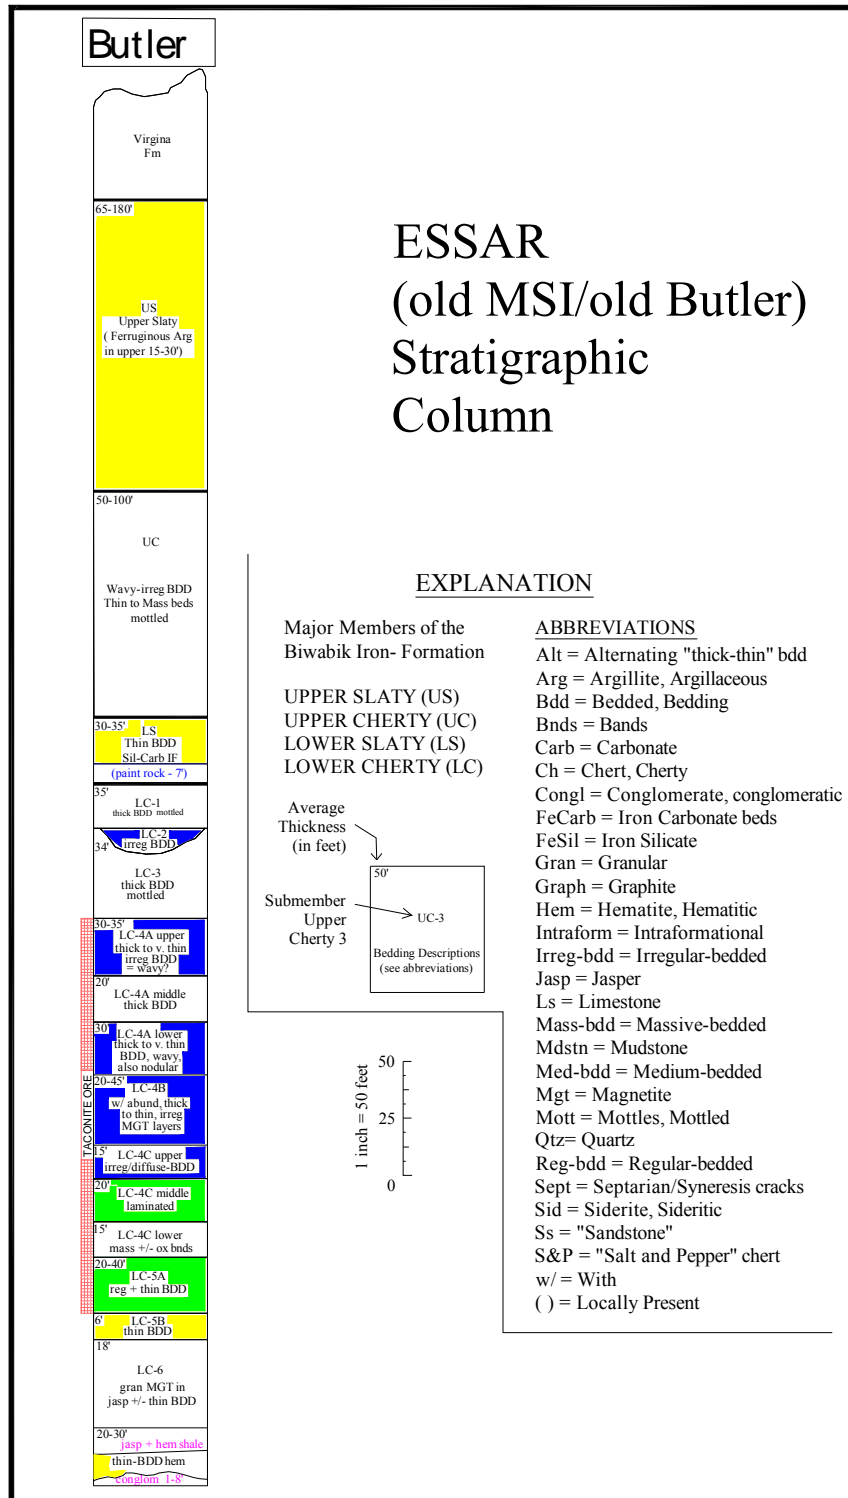 Butler
Virgina
Fm
65-180'
US
Upper Slaty
( Ferruginous Arg
in upper 15-30')
50-100'
UC
Wavy-irreg BDD
Thin to Mass beds
mottled
30-35'
LS
Thin BDD
Sil-Carb IF
(paint rock - 7')
35'
LC-1
thick BDD mottled
LC-2
irreg BDD
34'
LC-3
thick BDD
mottled
30-35'
LC-4A upper
thick to v. thin
irreg BDD
= wavy?
20'
LC-4A middle
thick BDD
30'
LC-4A lower
thick to v. thin
BDD, wavy,
also nodular
20-45'
LC-4B
w/ abund, thick
to thin, irreg
MGT layers
15'
LC-4C upper
irreg/diffuse-BDD
20'
LC-4C middle
laminated
15'
LC-4C lower
mass +/- ox bnds
20-40'
LC-5A
reg + thin BDD
6'
LC-5B
thin BDD
18'
LC-6
gran MGT in
jasp +/- thin BDD
20-30'
jasp + hem shale
thin-BDD hem
conglom 1-8'
TACONITE ORE
ESSAR
(old MSI/old Butler)
Stratigraphic
Column
EXPLANATION
Major Members of the
Biwabik Iron- Formation
UPPER SLATY (US)
UPPER CHERTY (UC)
LOWER SLATY (LS)
LOWER CHERTY (LC)
Average
Thickness
(in feet)
50'
Submember
Upper
Cherty 3
UC-3
Bedding Descriptions
(see abbreviations)
1 inch = 50 feet
50
25
0
ABBREVIATIONS
Alt = Alternating "thick-thin" bdd
Arg = Argillite, Argillaceous
Bdd = Bedded, Bedding
Bnds = Bands
Carb = Carbonate
Ch = Chert, Cherty
Congl = Conglomerate, conglomeratic
FeCarb = Iron Carbonate beds
FeSil = Iron Silicate
Gran = Granular
Graph = Graphite
Hem = Hematite, Hematitic
Intraform = Intraformational
Irreg-bdd = Irregular-bedded
Jasp = Jasper
Ls = Limestone
Mass-bdd = Massive-bedded
Mdstn = Mudstone
Med-bdd = Medium-bedded
Mgt = Magnetite
Mott = Mottles, Mottled
Qtz= Quartz
Reg-bdd = Regular-bedded
Sept = Septarian/Syneresis cracks
Sid = Siderite, Sideritic
Ss = "Sandstone"
S&P = "Salt and Pepper" chert
w/ = With
( ) = Locally Present